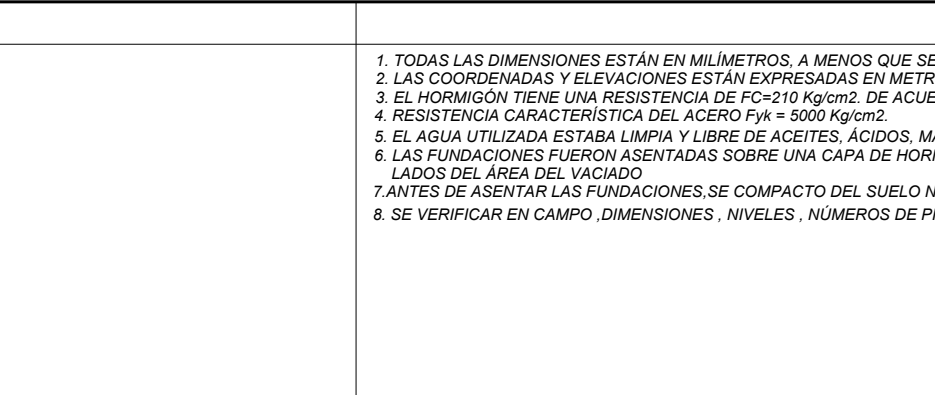 1. TODAS LAS DIMENSIONES ESTÁN EN MILÍMETROS, A MENOS QUE SE
2. LAS COORDENADAS Y ELEVACIONES ESTÁN EXPRESADAS EN METR
3. EL HORMIGÓN TIENE UNA RESISTENCIA DE FC=210 Kg/cm2. DE ACUE
4. RESISTENCIA CARACTERÍSTICA DEL ACERO Fyk = 5000 Kg/cm2.
5. EL AGUA UTILIZADA ESTABA LIMPIA Y LIBRE DE ACEITES, ÁCIDOS, MA
6. LAS FUNDACIONES FUERON ASENTADAS SOBRE UNA CAPA DE HOR
LADOS DEL ÁREA DEL VACIADO
7.ANTES DE ASENTAR LAS FUNDACIONES,SE COMPACTO DEL SUELO N
8. SE VERIFICAR EN CAMPO ,DIMENSIONES , NIVELES , NÚMEROS DE P